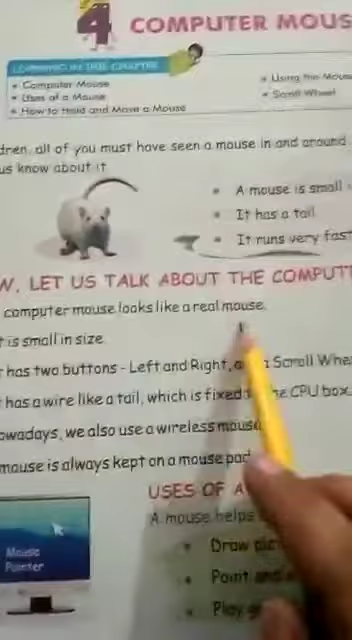 4 COMPUTER MOUS
LEARNING IN THIS CHAPTER
• Computer Mouse
• Uses of a Mouse
• How to Hold and Move a Mouse
• Using the Mouse
• Scroll Wheel
dren, all of you must have seen a mouse in and around
us know about it
• A mouse is small
• It has a tail
• It runs very fast
W, LET US TALK ABOUT THE COMPUT
computer mouse looks like a real mouse.
t is small in size.
has two buttons - Left and Right, a Scroll Whe
has a wire like a tail, which is fixed the CPU box.
owadays, we also use a wireless mouse
mouse is always kept on a mouse pad
USES OF A
A mouse helps
• Draw pic
• Point and
• Play
Mouse
Pointer